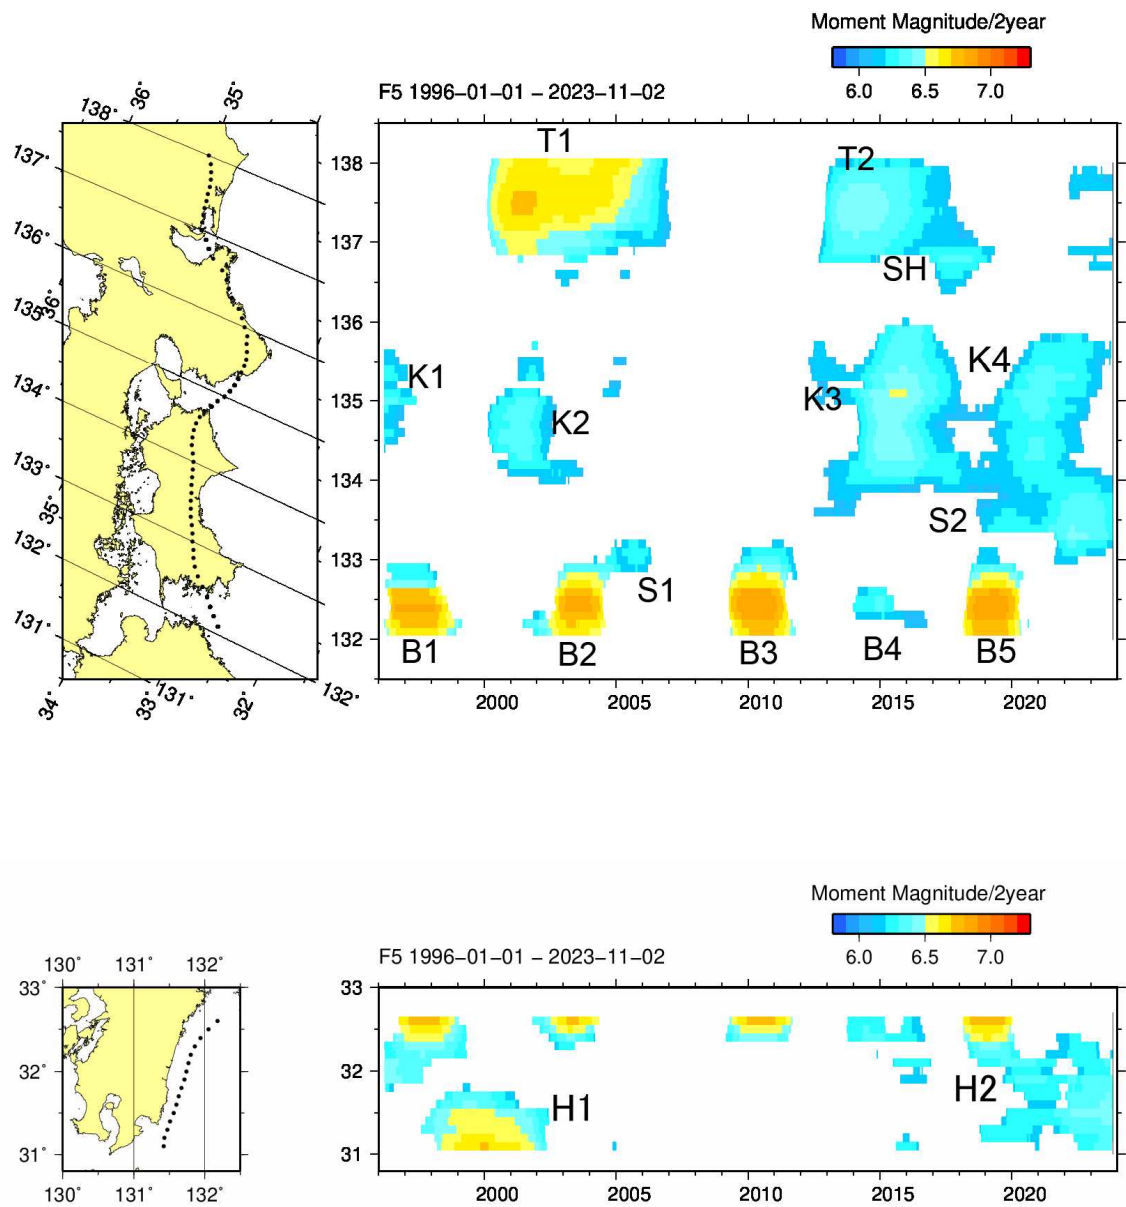 Moment Magnitude/2year
6.0 6.5 7.0
F5 1996-01-01 - 2023-11-02
36° 35°
138°
137°
136°
36°
135°
134°
133°
35°
132°
131°
34° 33° 131° 32° 132°
138
137
136
135
134
133
132
T1
T2
SH
K1
K2
K3
K4
S2
S1
B1 B2 B3 B4 B5
2000 2005 2010 2015 2020
Moment Magnitude/2year
6.0 6.5 7.0
F5 1996-01-01 - 2023-11-02
130° 131° 132°
33°
32°
31°
130° 131° 132°
33
32
31
H1
H2
2000 2005 2010 2015 2020